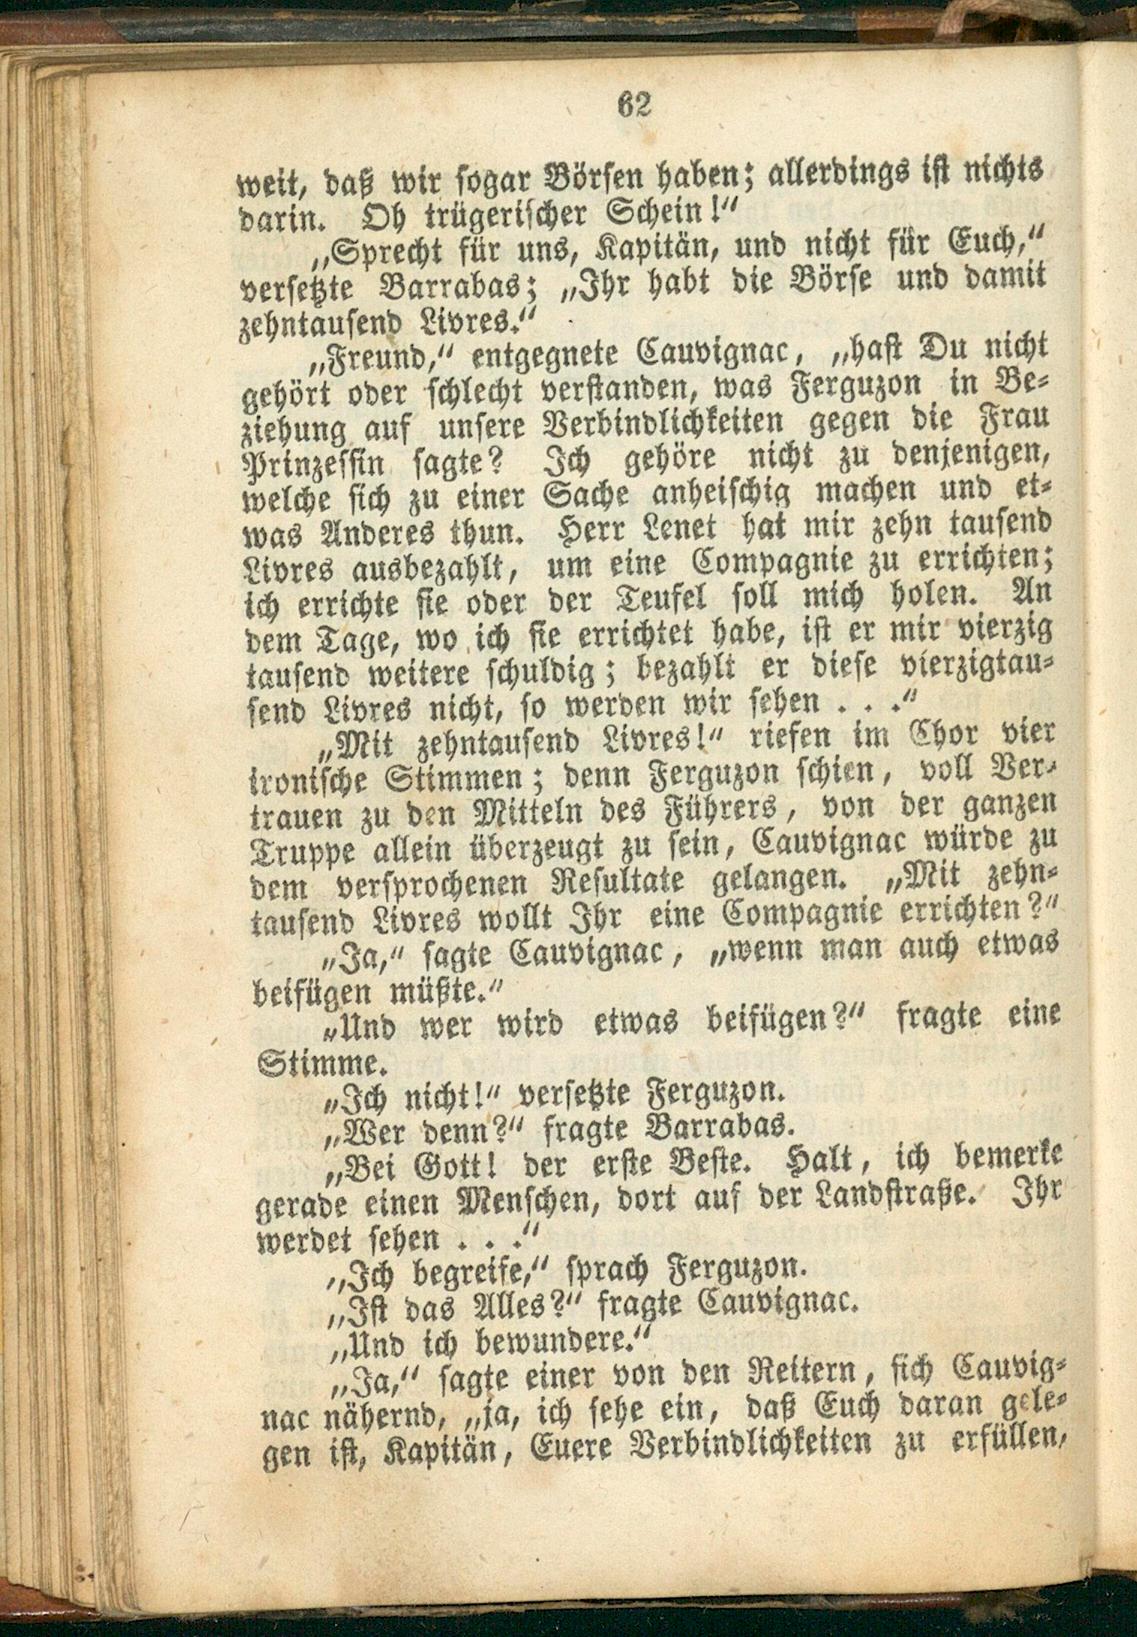 62
weit, daß wir sogar Börsen haben; allerdings ist nichts
darin. Oh trügerischer Schein!“
„Sprecht für uns, Kapitän, und nicht für Euch,“
versetzte Barrabas; „Ihr habt die Börse und damit
zehntausend Livres.“
„Freund,“ entgegnete Cauvignac, „hast Du nicht
gehört oder schlecht verstanden, was Ferguzon in Be-
ziehung auf unsere Verbindlichkeiten gegen die Frau
Prinzessin sagte? Ich gehöre nicht zu denjenigen,
welche sich zu einer Sache anheischig machen und et-
was Anderes thun. Herr Lenet hat mir zehn tausend
Livres ausbezahlt, um eine Compagnie zu errichten;
ich errichte sie oder der Teufel soll mich holen. An
dem Tage, wo ich sie errichtet habe, ist er mir vierzig
tausend weitere schuldig; bezahlt er diese vierzigtau-
send Livres nicht, so werden wir sehen . . .“
„Mit zehntausend Livres!“ riefen im Chor vier
ironische Stimmen; denn Ferguzon schien, voll Ver-
trauen zu den Mitteln des Führers, von der ganzen
Truppe allein überzeugt zu sein, Cauvignac würde zu
dem versprochenen Resultate gelangen. „Mit zehn-
tausend Livres wollt Ihr eine Compagnie errichten?“
„Ja,“ sagte Cauvignac, „wenn man auch etwas
beifügen müßte.“
„Und wer wird etwas beifügen?“ fragte eine
Stimme.
„Ich nicht!“ versetzte Ferguzon.
„Wer denn?“ fragte Barrabas.
„Bei Gott! der erste Beste. Halt, ich bemerke
gerade einen Menschen, dort auf der Landstraße. Ihr
werdet sehen . . .“
„Ich begreife,“ sprach Ferguzon.
„Ist das Alles?“ fragte Cauvignac.
„Und ich bewundere.“
„Ja,“ sagte einer von den Reitern, sich Cauvig-
nac nähernd, „ja, ich sehe ein, daß Euch daran gele-
gen ist, Kapitän, Euere Verbindlichkeiten zu erfüllen,